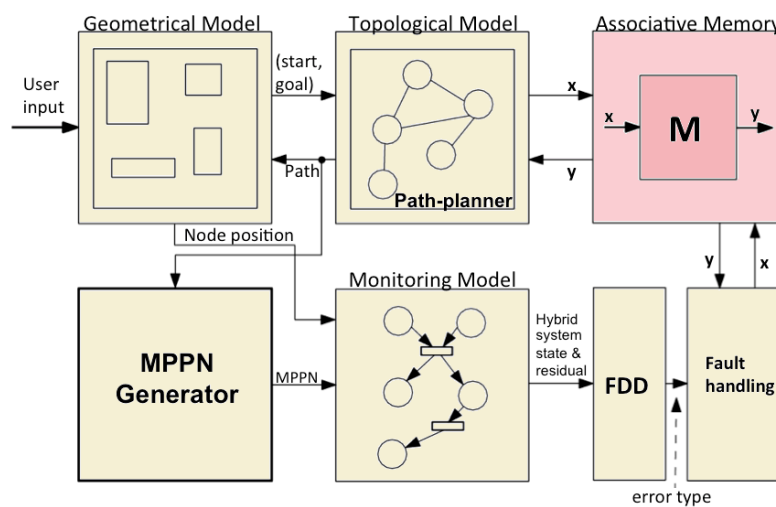 Geometrical Model
Topological Model
Associative Memory
User
input
(start,
goal)
x
x
M
y
Path
y
Path-planner
Node position
y
x
Monitoring Model
MPPN
Generator
MPPN
Hybrid
system
state &
residual
FDD
Fault
handling
error type